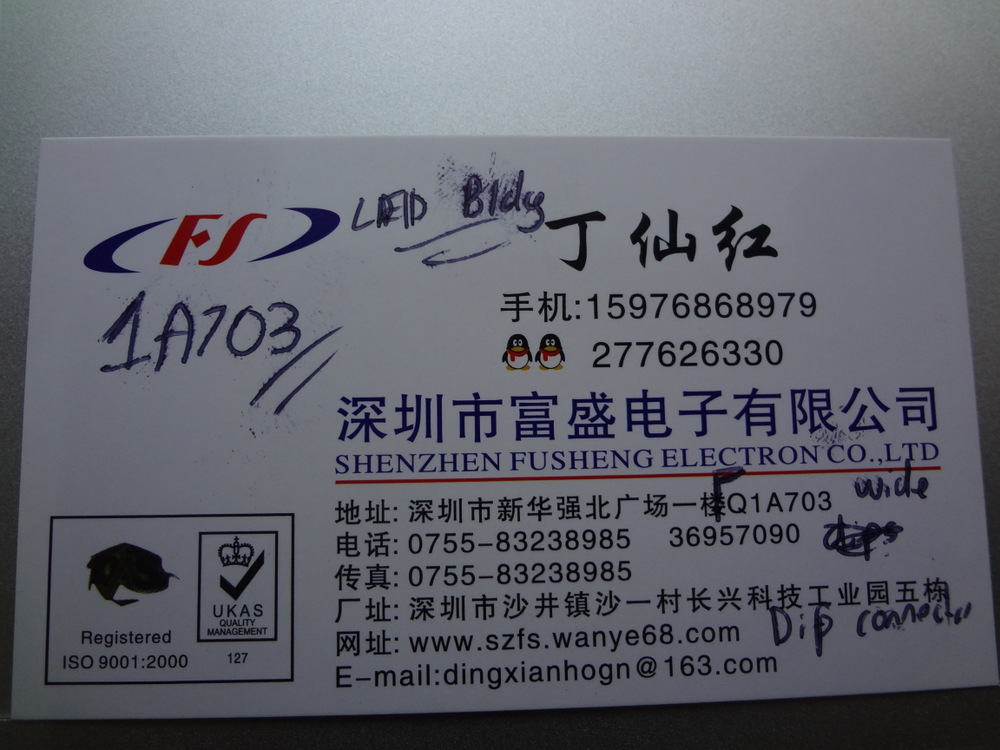 FS
LED Bldg
丁仙红
1A703
手机:15976868979
277626330
深圳市富盛电子有限公司
SHENZHEN FUSHENG ELECTRON CO.,LTD
地址: 深圳市新华强北广场一楼Q1A703
wide
电话: 0755-83238985 36957090
传真: 0755-83238985
厂址: 深圳市沙井镇沙一村长兴科技工业园五栋
Dip connector
网址: www.szfs.wanye68.com
E-mail:dingxianhogn@163.com
UKAS
QUALITY
MANAGEMENT
127
Registered
ISO 9001:2000